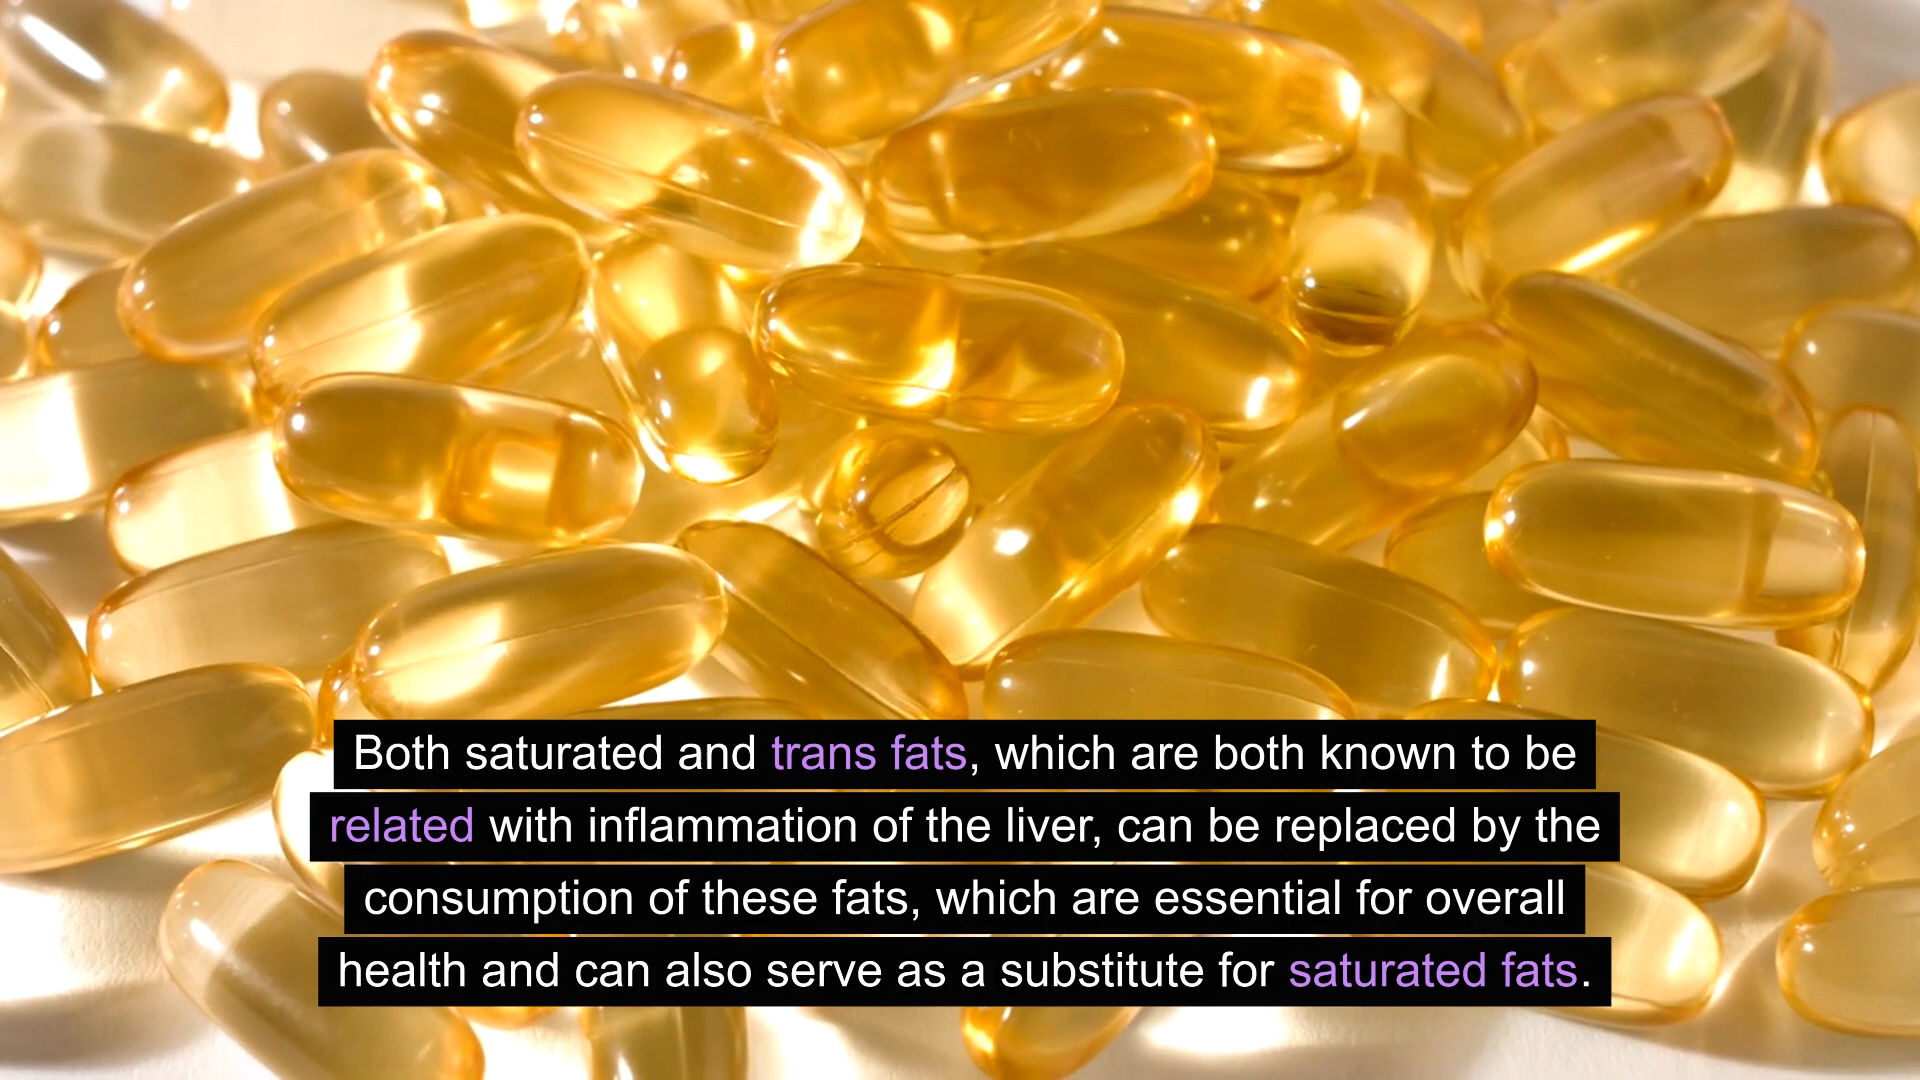 Both saturated and trans fats, which are both known to be
related with inflammation of the liver, can be replaced by the
consumption of these fats, which are essential for overall
health and can also serve as a substitute for saturated fats.